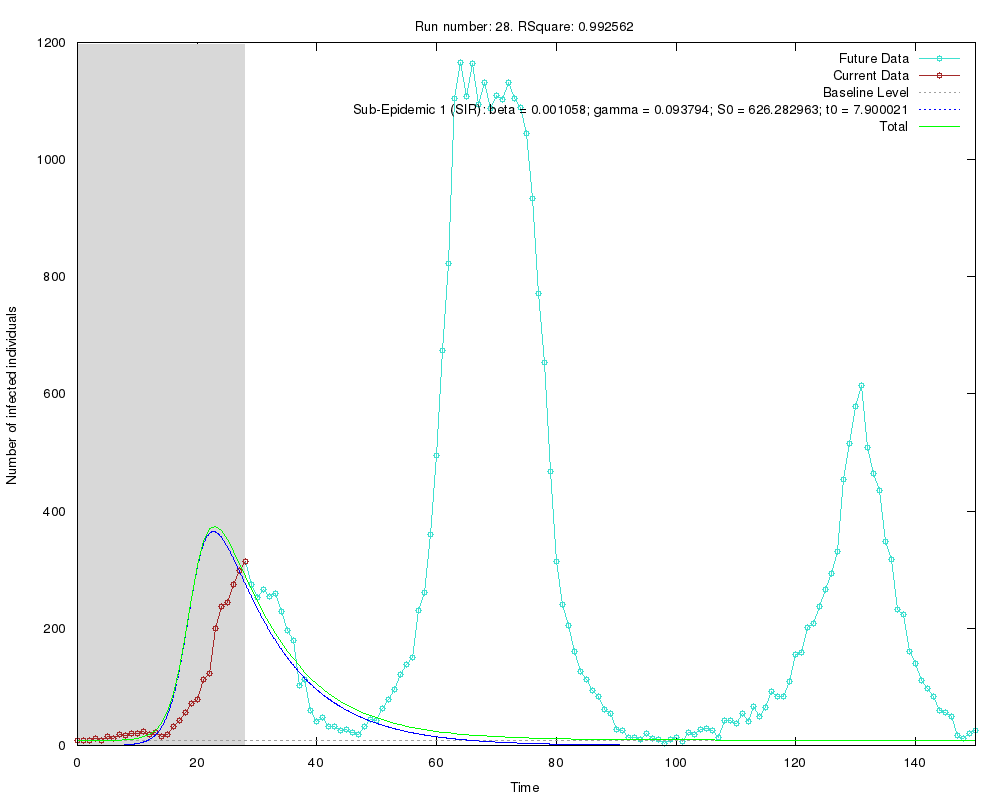 Run number: 28. RSquare: 0.992562
Future Data
Current Data
Baseline Level
Sub-Epidemic 1 (SIR): beta = 0.001058; gamma = 0.093794; S0 = 626.282963; t0 = 7.900021
Total
1200
1000
800
600
400
200
0
Number of infected individuals
0 20 40 60 80 100 120 140
Time